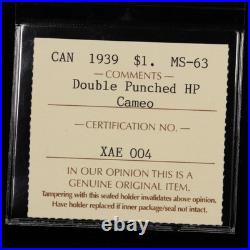 CAN 1939 $1. MS-63
COMMENTS
Double Punched HP
Cameo
CERTIFICATION NO.
XAE 004
IN OUR OPINION THIS IS A
GENUINE ORIGINAL ITEM.
Tampering with this sealed holder invalidates above opinion.
Have holder replaced if inner package/seal not intact.